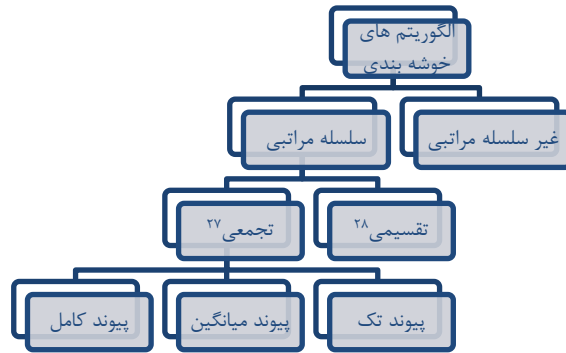 الگوریتم های
خوشه بندی
غیر سلسله مراتبی
سلسله مراتبی
تقسیمی۲۸
تجمعی۲۷
پیوند تک
پیوند میانگین
پیوند کامل